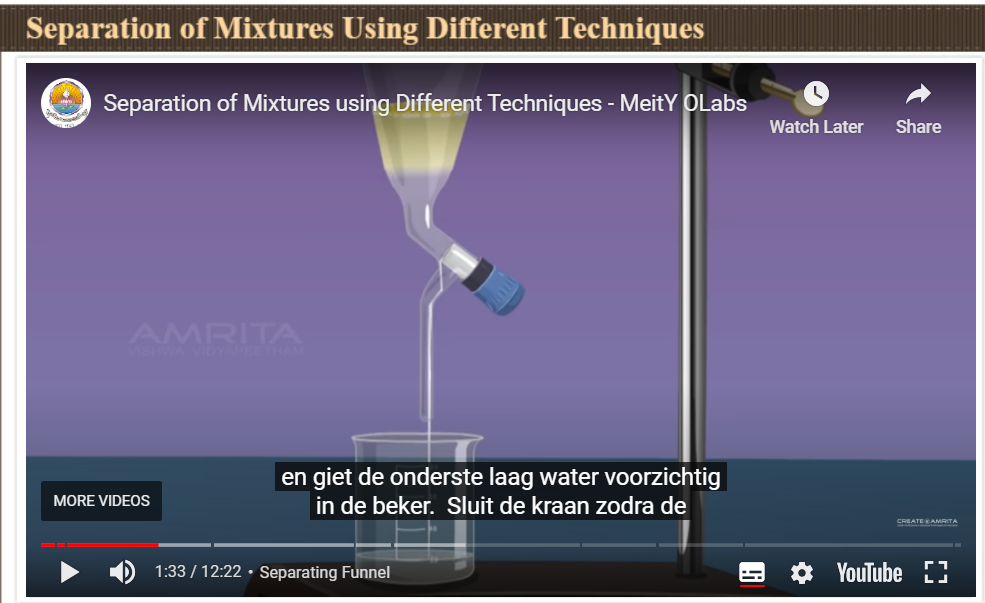 Separation of Mixtures Using Different Techniques
Separation of Mixtures using Different Techniques - MeitY OLabs
Watch Later
Share
AMRITA
VISHWA VIDYAPEETHAM
en giet de onderste laag water voorzichtig
in de beker. Sluit de kraan zodra de
MORE VIDEOS
CREATE@AMRITA
1:33 / 12:22 • Separating Funnel
YouTube